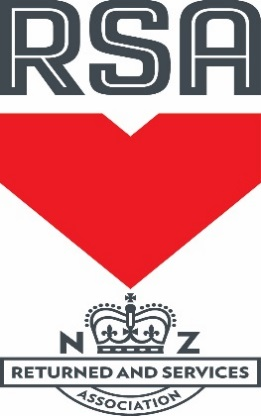 RSA
N Z
RETURNED AND SERVICES
ASSOCIATION